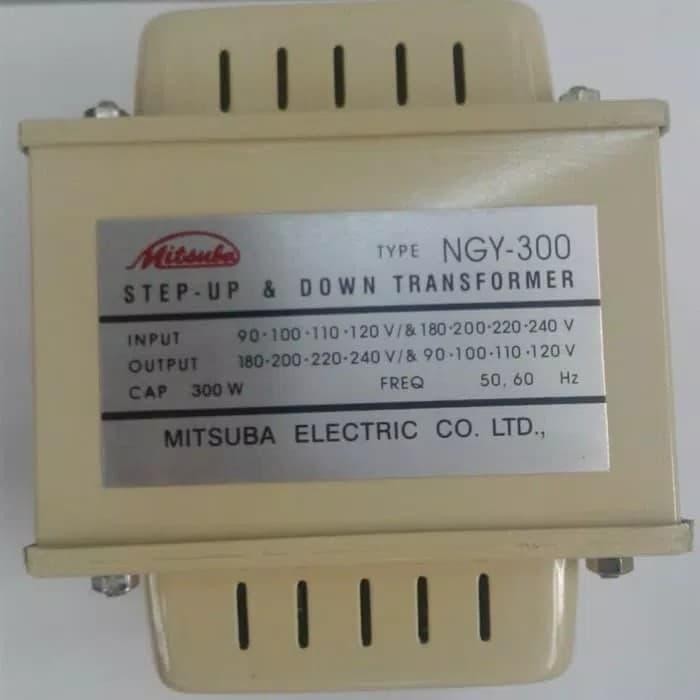 Mitsuba TYPE NGY-300
STEP-UP & DOWN TRANSFORMER
INPUT 90·100·110·120 V/& 180·200·220·240 V
OUTPUT 180·200·220·240 V/& 90·100·110·120 V
CAP 300 W FREQ 50, 60 Hz
MITSUBA ELECTRIC CO. LTD.,